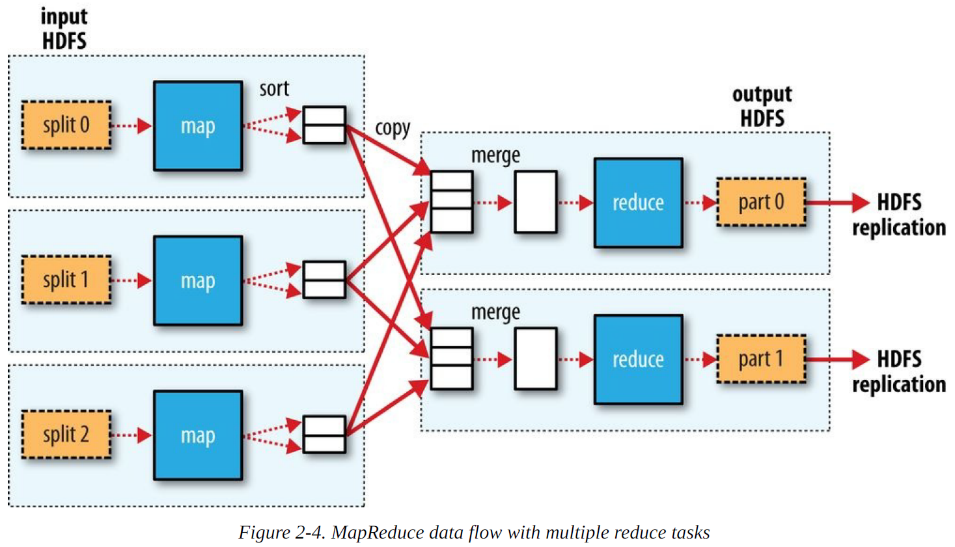 input
HDFS
split 0
map
sort
copy
split 1
map
split 2
map
output
HDFS
merge
reduce
part 0
HDFS
replication
merge
reduce
part 1
HDFS
replication
Figure 2-4. MapReduce data flow with multiple reduce tasks